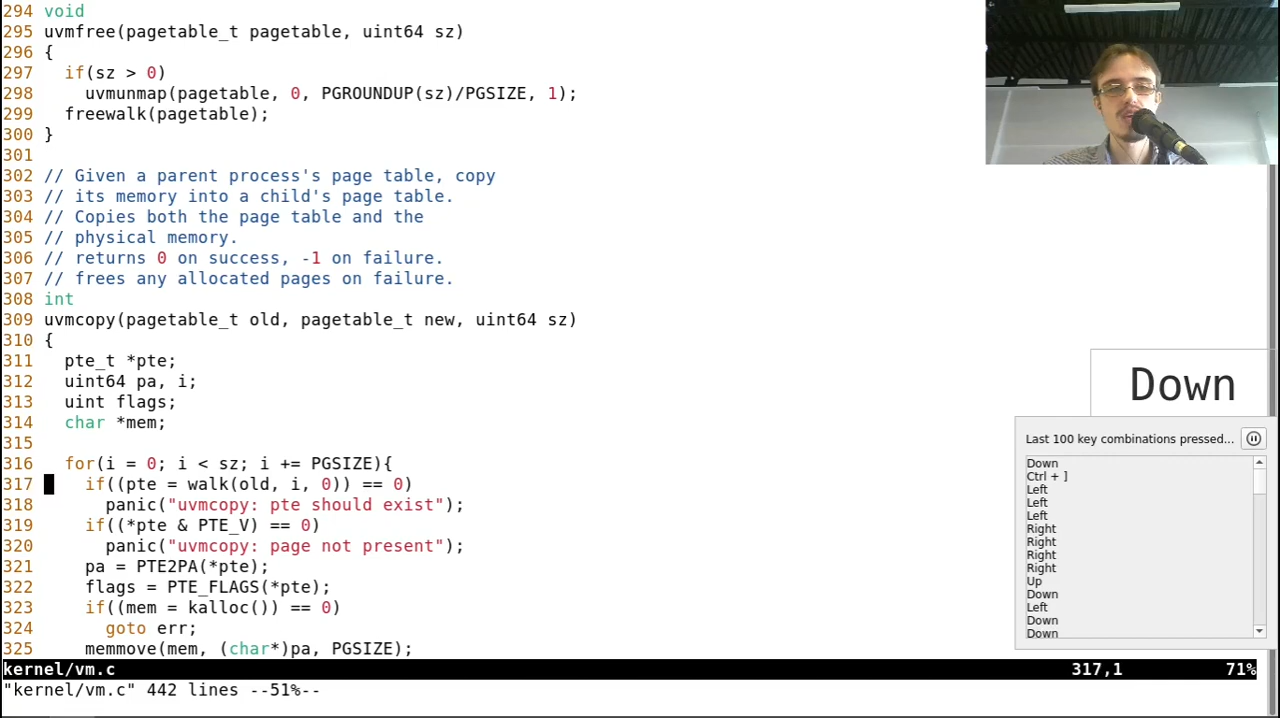 294 void
295 uvmfree(pagetable_t pagetable, uint64 sz)
296 {
297   if(sz > 0)
298     uvmunmap(pagetable, 0, PGROUNDUP(sz)/PGSIZE, 1);
299   freewalk(pagetable);
300 }
301
302 // Given a parent process's page table, copy
303 // its memory into a child's page table.
304 // Copies both the page table and the
305 // physical memory.
306 // returns 0 on success, -1 on failure.
307 // frees any allocated pages on failure.
308 int
309 uvmcopy(pagetable_t old, pagetable_t new, uint64 sz)
310 {
311   pte_t *pte;
312   uint64 pa, i;
313   uint flags;
314   char *mem;
315
316   for(i = 0; i < sz; i += PGSIZE){
317     if((pte = walk(old, i, 0)) == 0)
318       panic("uvmcopy: pte should exist");
319     if((*pte & PTE_V) == 0)
320       panic("uvmcopy: page not present");
321     pa = PTE2PA(*pte);
322     flags = PTE_FLAGS(*pte);
323     if((mem = kalloc()) == 0)
324       goto err;
325     memmove(mem, (char*)pa, PGSIZE);
kernel/vm.c 317,1 71%
"kernel/vm.c" 442 lines --51%--
Down
Last 100 key combinations pressed...
Down
Ctrl + ]
Left
Left
Left
Right
Right
Right
Right
Up
Down
Left
Down
Down